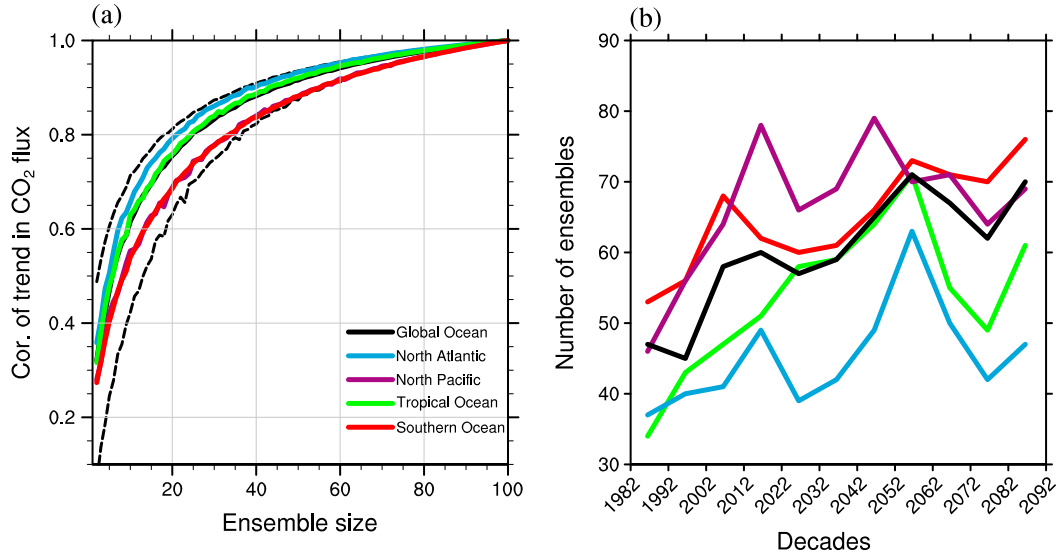 (a)
Cor. of trend in CO2 flux
1.0
0.8
0.6
0.4
0.2
20
40
60
80
100
Ensemble size
Global Ocean
North Atlantic
North Pacific
Tropical Ocean
Southern Ocean
(b)
Number of ensembles
90
80
70
60
50
40
30
1982
1992
2002
2012
2022
2032
2042
2052
2062
2072
2082
2092
Decades